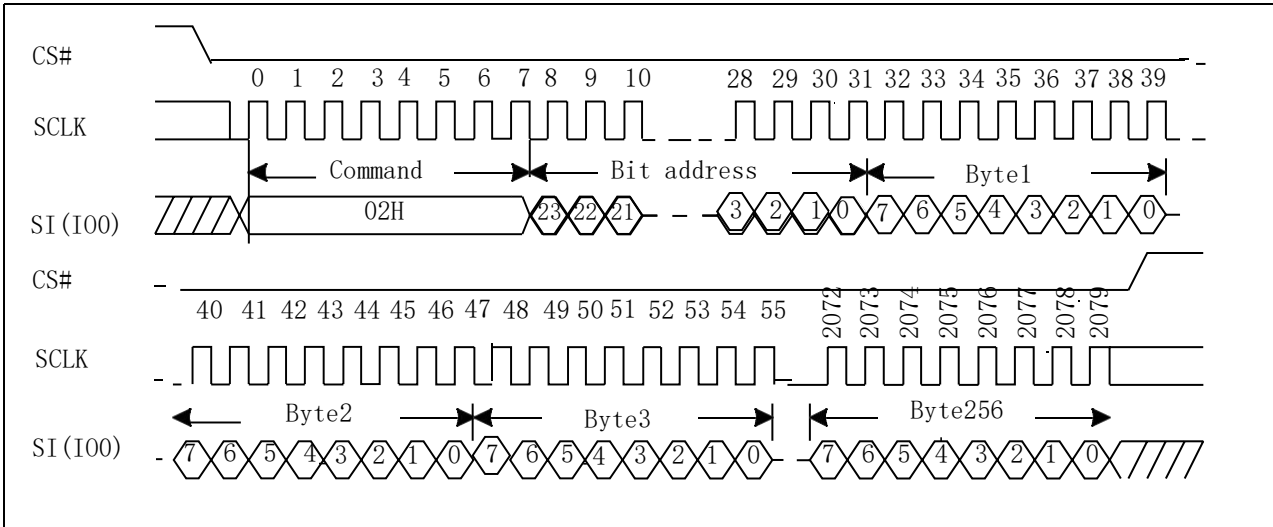 CS#
0 1 2 3 4 5 6 7 8 9 10 28 29 30 31 32 33 34 35 36 37 38 39
SCLK
Command Bit address Byte1
SI(IO0) 02H 23 22 21 3 2 1 0 7 6 5 4 3 2 1 0
CS#
40 41 42 43 44 45 46 47 48 49 50 51 52 53 54 55 2072 2073 2074 2075 2076 2077 2078 2079
SCLK
Byte2 Byte3 Byte256
SI(IO0) 7 6 5 4 3 2 1 0 7 6 5 4 3 2 1 0 7 6 5 4 3 2 1 0